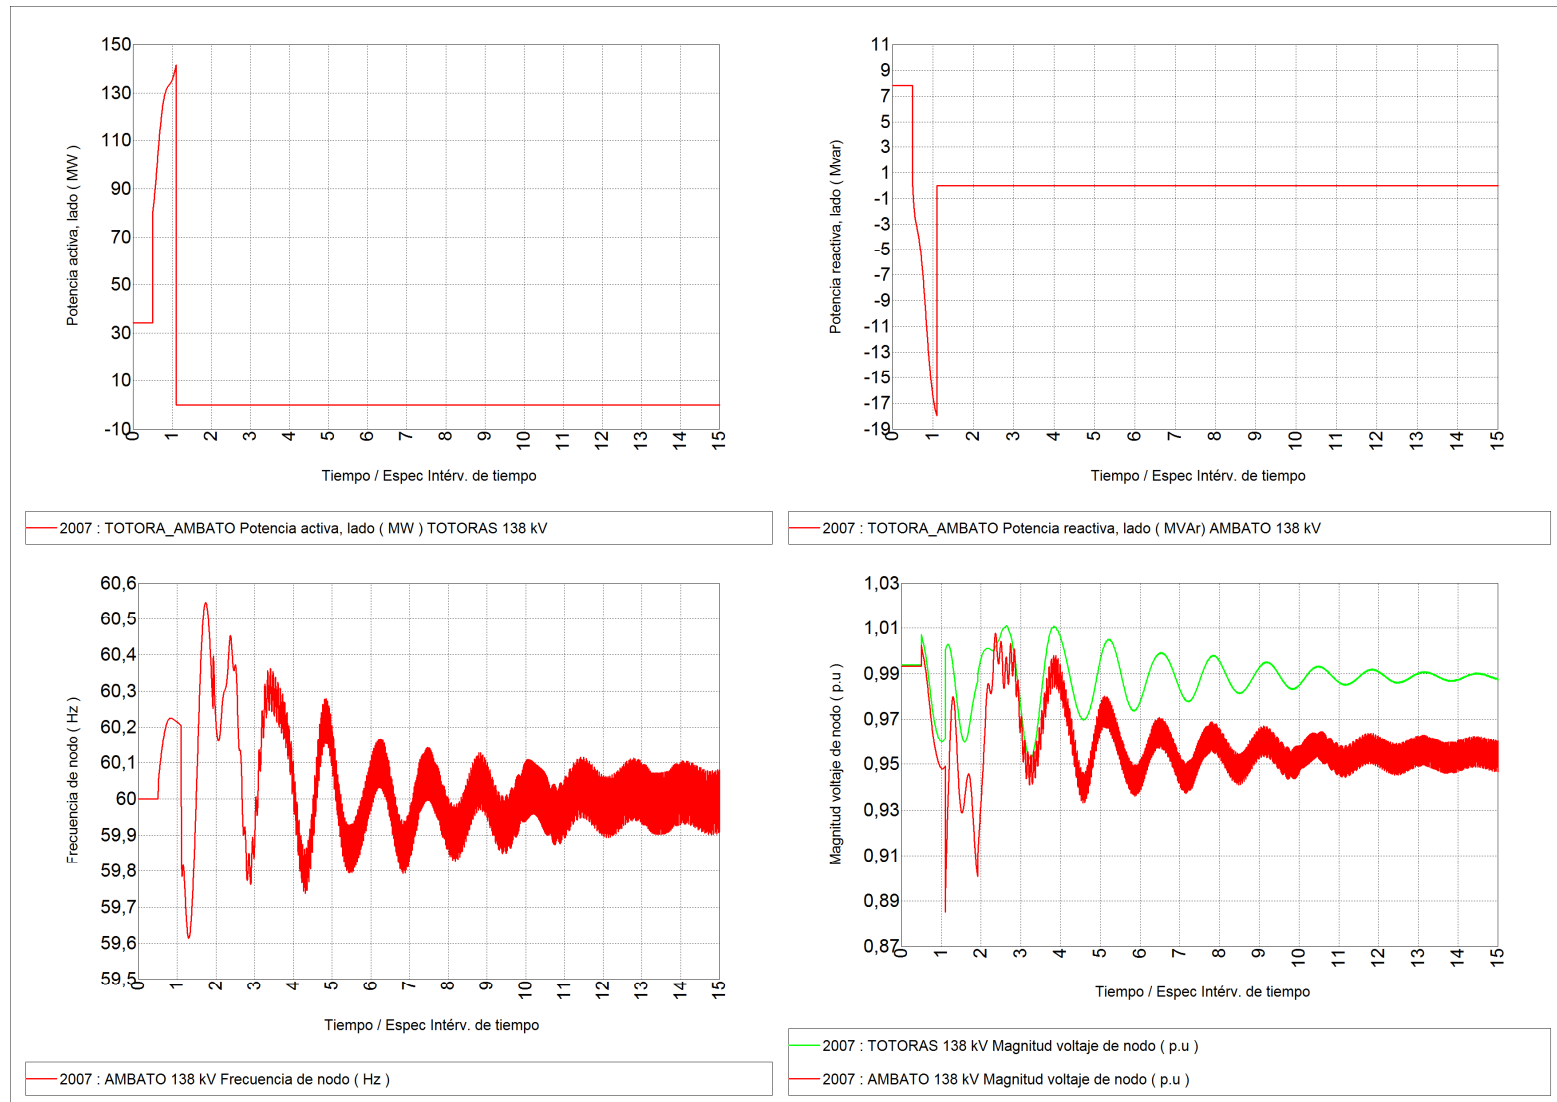 150
130
110
90
70
50
30
10
-10
0 1 2 3 4 5 6 7 8 9 10 11 12 13 14 15
Potencia activa, lado ( MW )
Tiempo / Espec Intérv. de tiempo
2007 : TOTORA_AMBATO Potencia activa, lado ( MW ) TOTORAS 138 kV
11
9
7
5
3
1
-1
-3
-5
-7
-9
-11
-13
-15
-17
-19
0 1 2 3 4 5 6 7 8 9 10 11 12 13 14 15
Potencia reactiva, lado ( Mvar)
Tiempo / Espec Intérv. de tiempo
2007 : TOTORA_AMBATO Potencia reactiva, lado ( MVAr) AMBATO 138 kV
60,6
60,5
60,4
60,3
60,2
60,1
60
59,9
59,8
59,7
59,6
59,5
0 1 2 3 4 5 6 7 8 9 10 11 12 13 14 15
Frecuencia de nodo ( Hz )
Tiempo / Espec Intérv. de tiempo
2007 : AMBATO 138 kV Frecuencia de nodo ( Hz )
1,03
1,01
0,99
0,97
0,95
0,93
0,91
0,89
0,87
0 1 2 3 4 5 6 7 8 9 10 11 12 13 14 15
Magnitud voltaje de nodo ( p.u )
Tiempo / Espec Intérv. de tiempo
2007 : TOTORAS 138 kV Magnitud voltaje de nodo ( p.u )
2007 : AMBATO 138 kV Magnitud voltaje de nodo ( p.u )